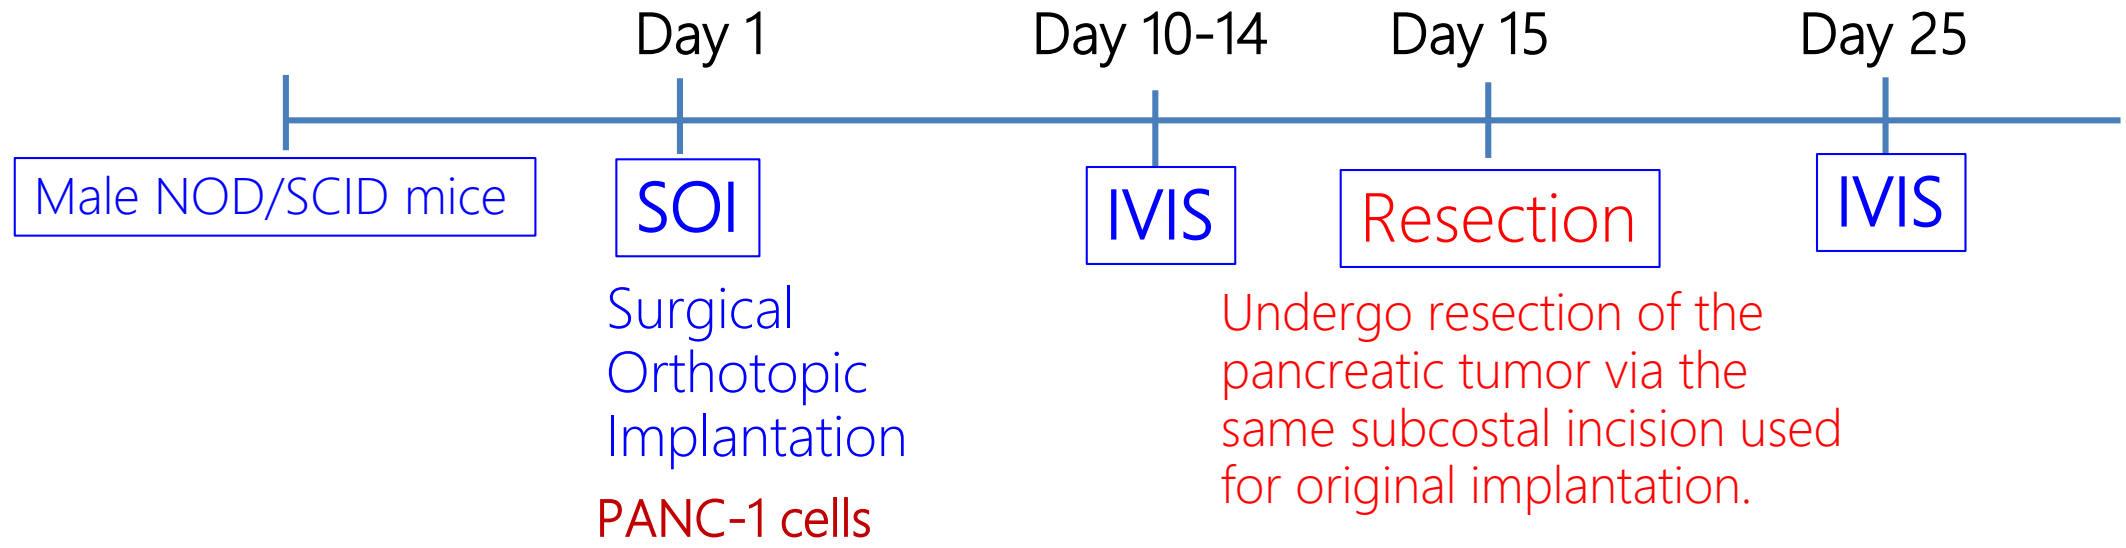 Day 1
Day 10-14
Day 15
Day 25
Male NOD/SCID mice
SOI
IVIS
Resection
IVIS
Surgical
Orthotopic
Implantation
PANC-1 cells
Undergo resection of the
pancreatic tumor via the
same subcostal incision used
for original implantation.